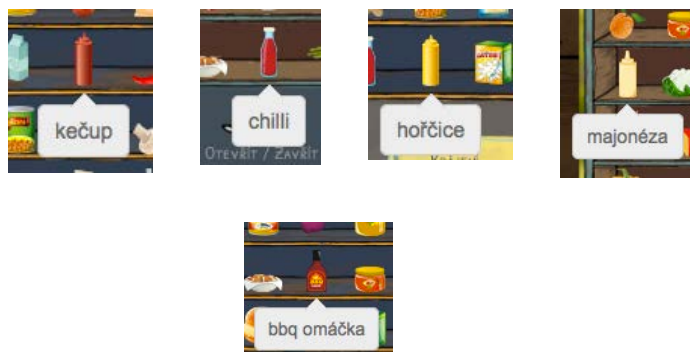 kečup
chilli
OTEVŘÍT / ZAVŘÍT
hořčice
majonéza
bbq omáčka